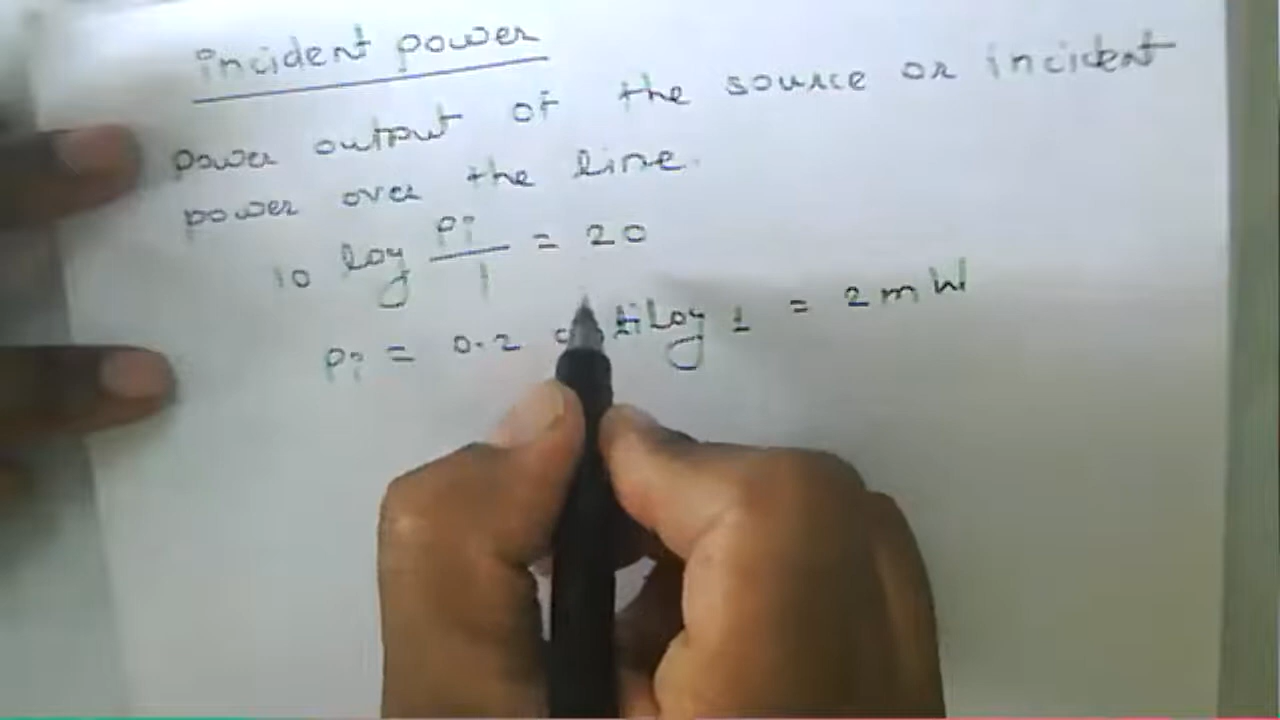 incident power
power output of the source or incident
power over the line.
10 log Pi/1 = 20
Pi = 0.2 log 1 = 2 mW